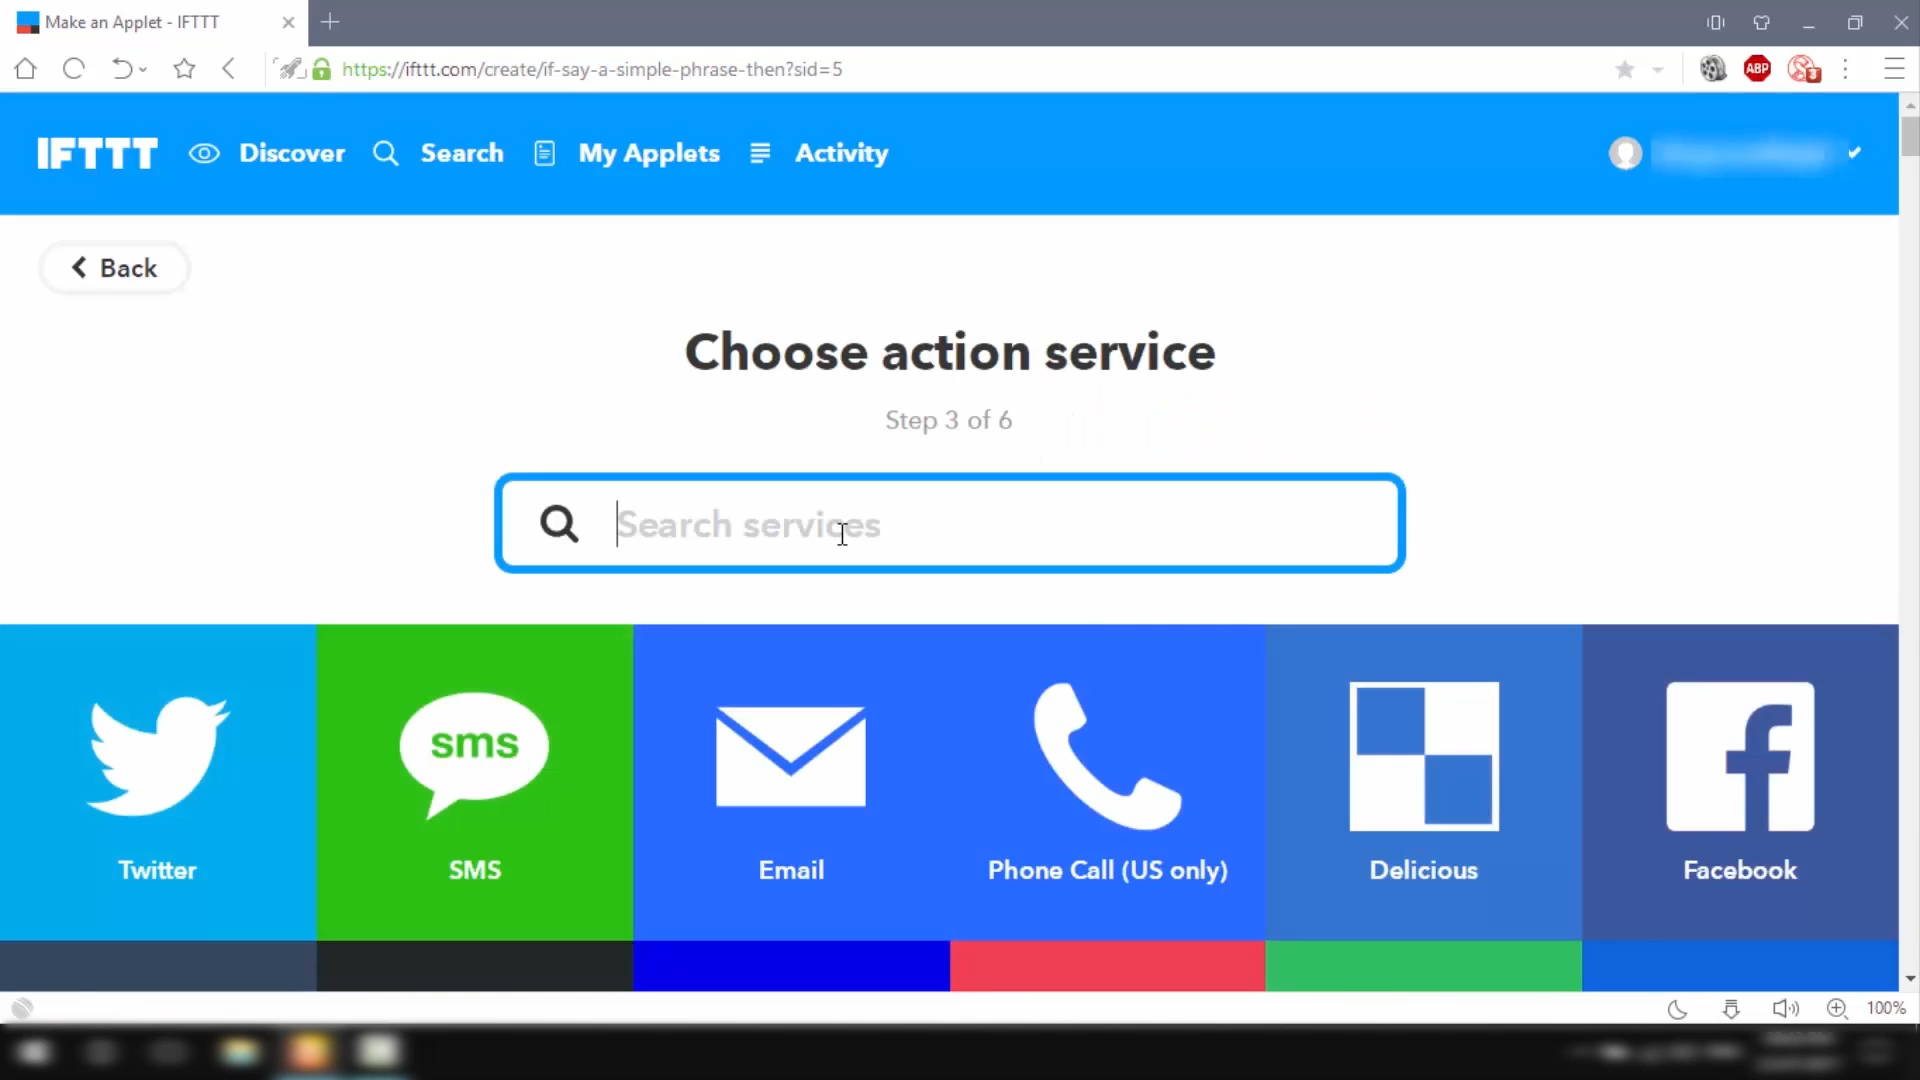 Make an Applet - IFTTT
https://ifttt.com/create/if-say-a-simple-phrase-then?sid=5
ABP
3
IFTTT Discover Search My Applets Activity
Back
Choose action service
Step 3 of 6
Search services
sms
Twitter SMS Email Phone Call (US only) Delicious Facebook
100%